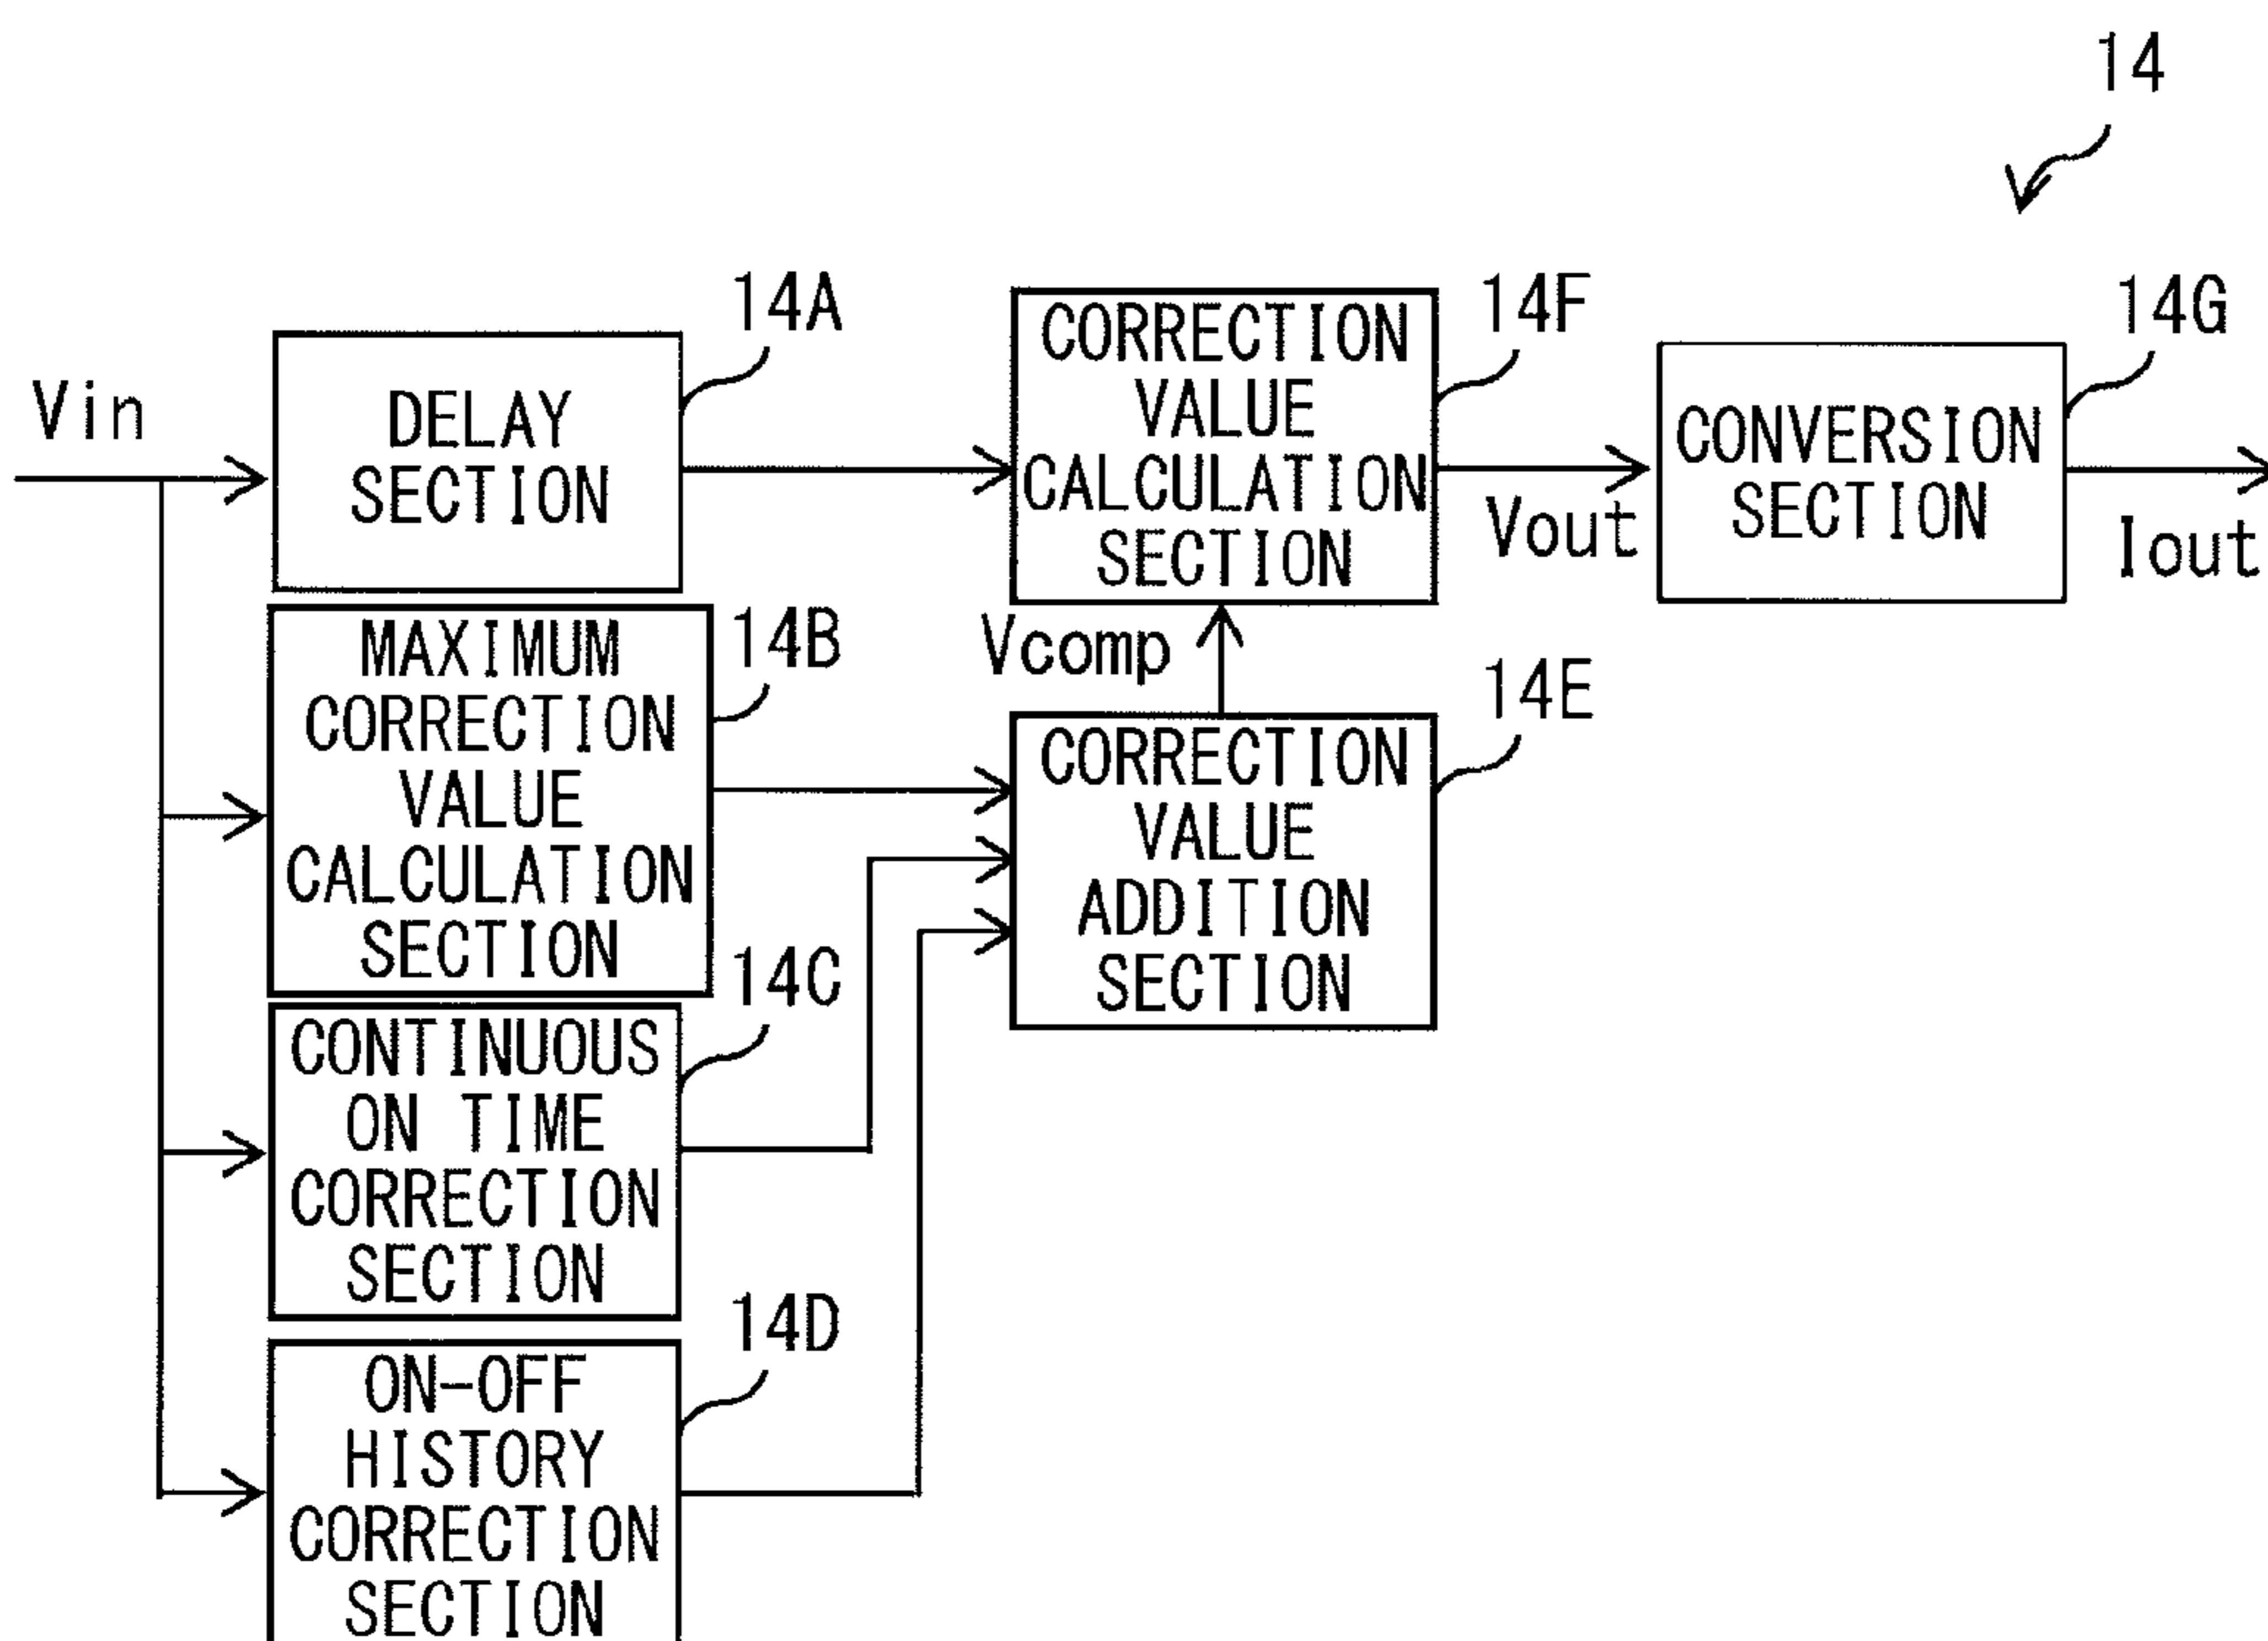 14
Vin
DELAY
SECTION
14A
CORRECTION
VALUE
CALCULATION
SECTION
14F
Vout
CONVERSION
SECTION
14G
Iout
MAXIMUM
CORRECTION
VALUE
CALCULATION
SECTION
14B
Vcomp
CORRECTION
VALUE
ADDITION
SECTION
14E
CONTINUOUS
ON TIME
CORRECTION
SECTION
14C
ON-OFF
HISTORY
CORRECTION
SECTION
14D